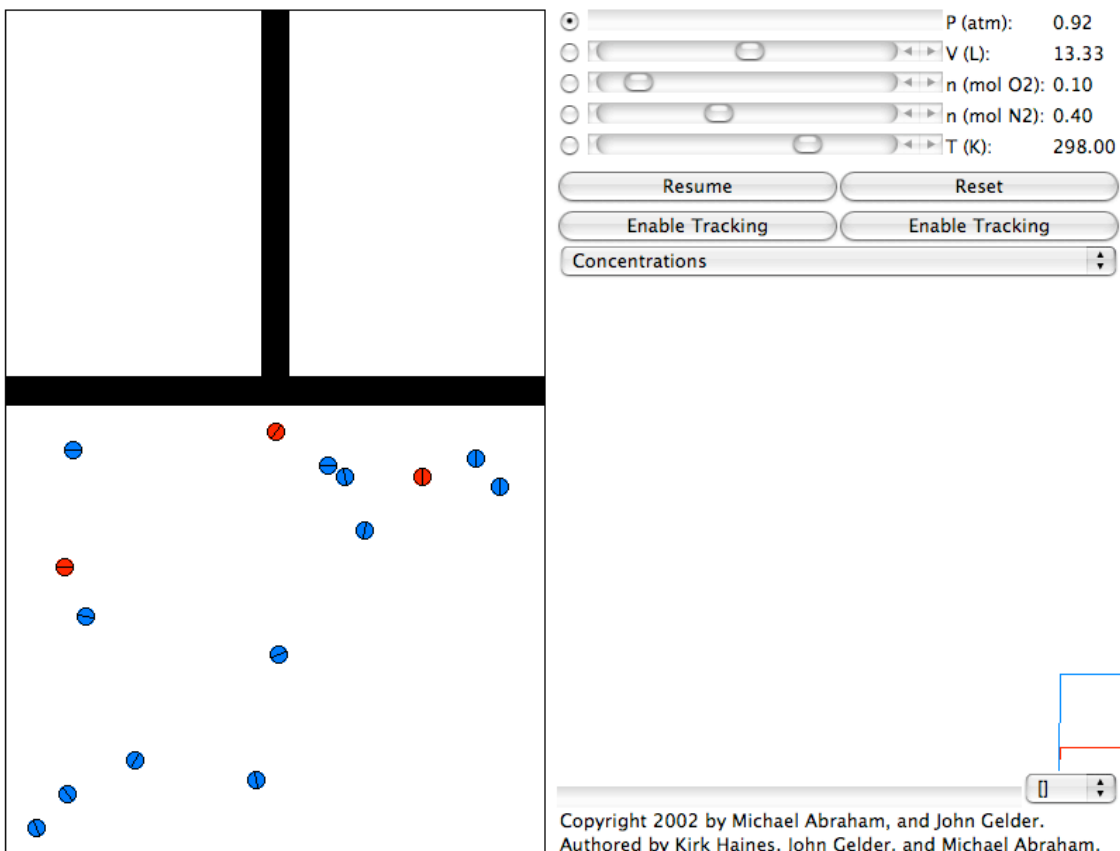 P (atm): 0.92
V (L): 13.33
n (mol O2): 0.10
n (mol N2): 0.40
T (K): 298.00
Resume Reset
Enable Tracking Enable Tracking
Concentrations
[]
Copyright 2002 by Michael Abraham, and John Gelder.
Authored by Kirk Haines, John Gelder, and Michael Abraham.